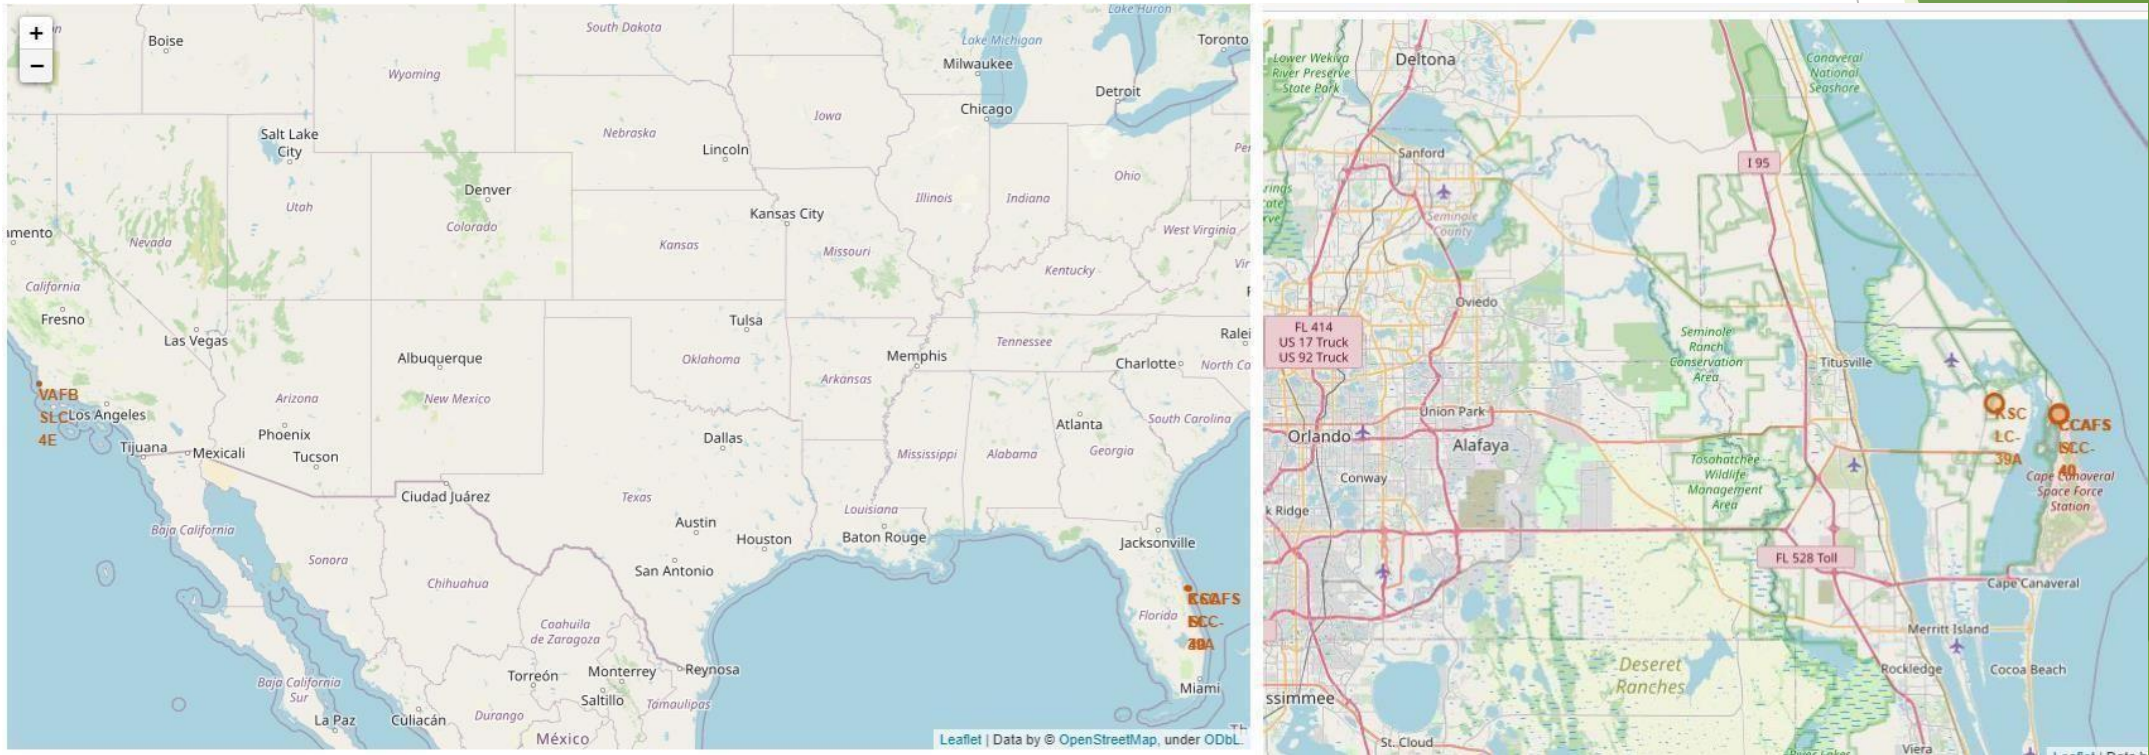 +
−
Boise
South Dakota
Lake Huron
Lake Michigan
Toronto
Wyoming
Milwaukee
Detroit
Chicago
Salt Lake
City
Iowa
Nebraska
Lincoln
Ohio
Denver
Utah
Illinois
Indiana
Kansas City
Colorado
Nevada
Kansas
Missouri
West Virginia
Kentucky
California
Fresno
Las Vegas
Tulsa
Tennessee
Memphis
Albuquerque
Oklahoma
Charlotte
Arkansas
VAFB
SLC-
4E
Los Angeles
Arizona
New Mexico
Atlanta
South Carolina
Phoenix
Dallas
Georgia
Tijuana
Mexicali
Tucson
Mississippi
Alabama
Ciudad Juárez
Texas
Louisiana
Baja California
Austin
Houston
Baton Rouge
Jacksonville
Sonora
San Antonio
Chihuahua
Florida
Coahuila
de Zaragoza
Torreón
Monterrey
Reynosa
Baja California
Sur
Saltillo
Miami
La Paz
Culiacán
Durango
Tamaulipas
México
Leaflet | Data by © OpenStreetMap, under ODbL.
Lower Wekiva
River Preserve
State Park
Deltona
Canaveral
National
Seashore
Sanford
I 95
Seminole
County
Oviedo
FL 414
US 17 Truck
US 92 Truck
Seminole
Ranch
Conservation
Area
Titusville
Union Park
Orlando
Alafaya
KSC
LC-
39A
CCAFS
SLC-
40
Tosohatchee
Wildlife
Management
Area
Conway
Cape Canaveral
Space Force
Station
k Ridge
FL 528 Toll
Cape Canaveral
Merritt Island
Deseret
Ranches
Rockledge
Cocoa Beach
ssimmee
St. Cloud
Viera